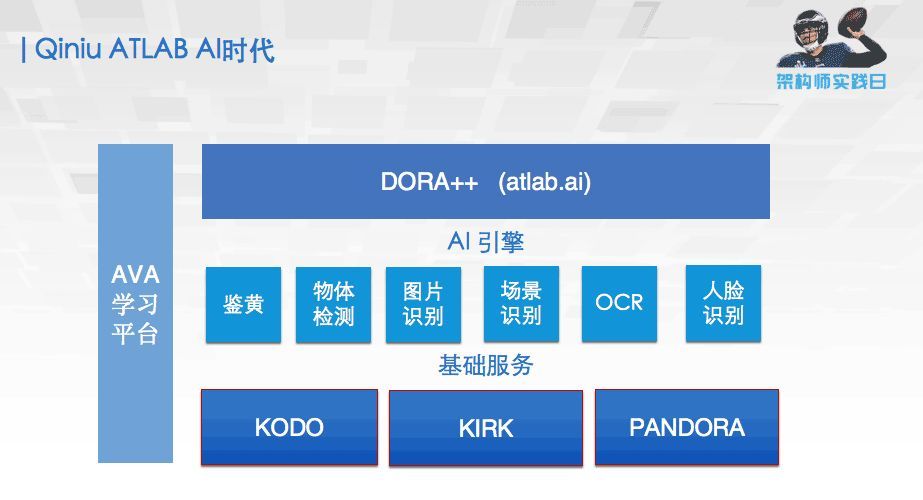 | Qiniu ATLAB AI时代
架构师实践日
AVA
学习
平台
DORA++ (atlab.ai)
AI 引擎
鉴黄
物体
检测
图片
识别
场景
识别
OCR
人脸
识别
基础服务
KODO
KIRK
PANDORA